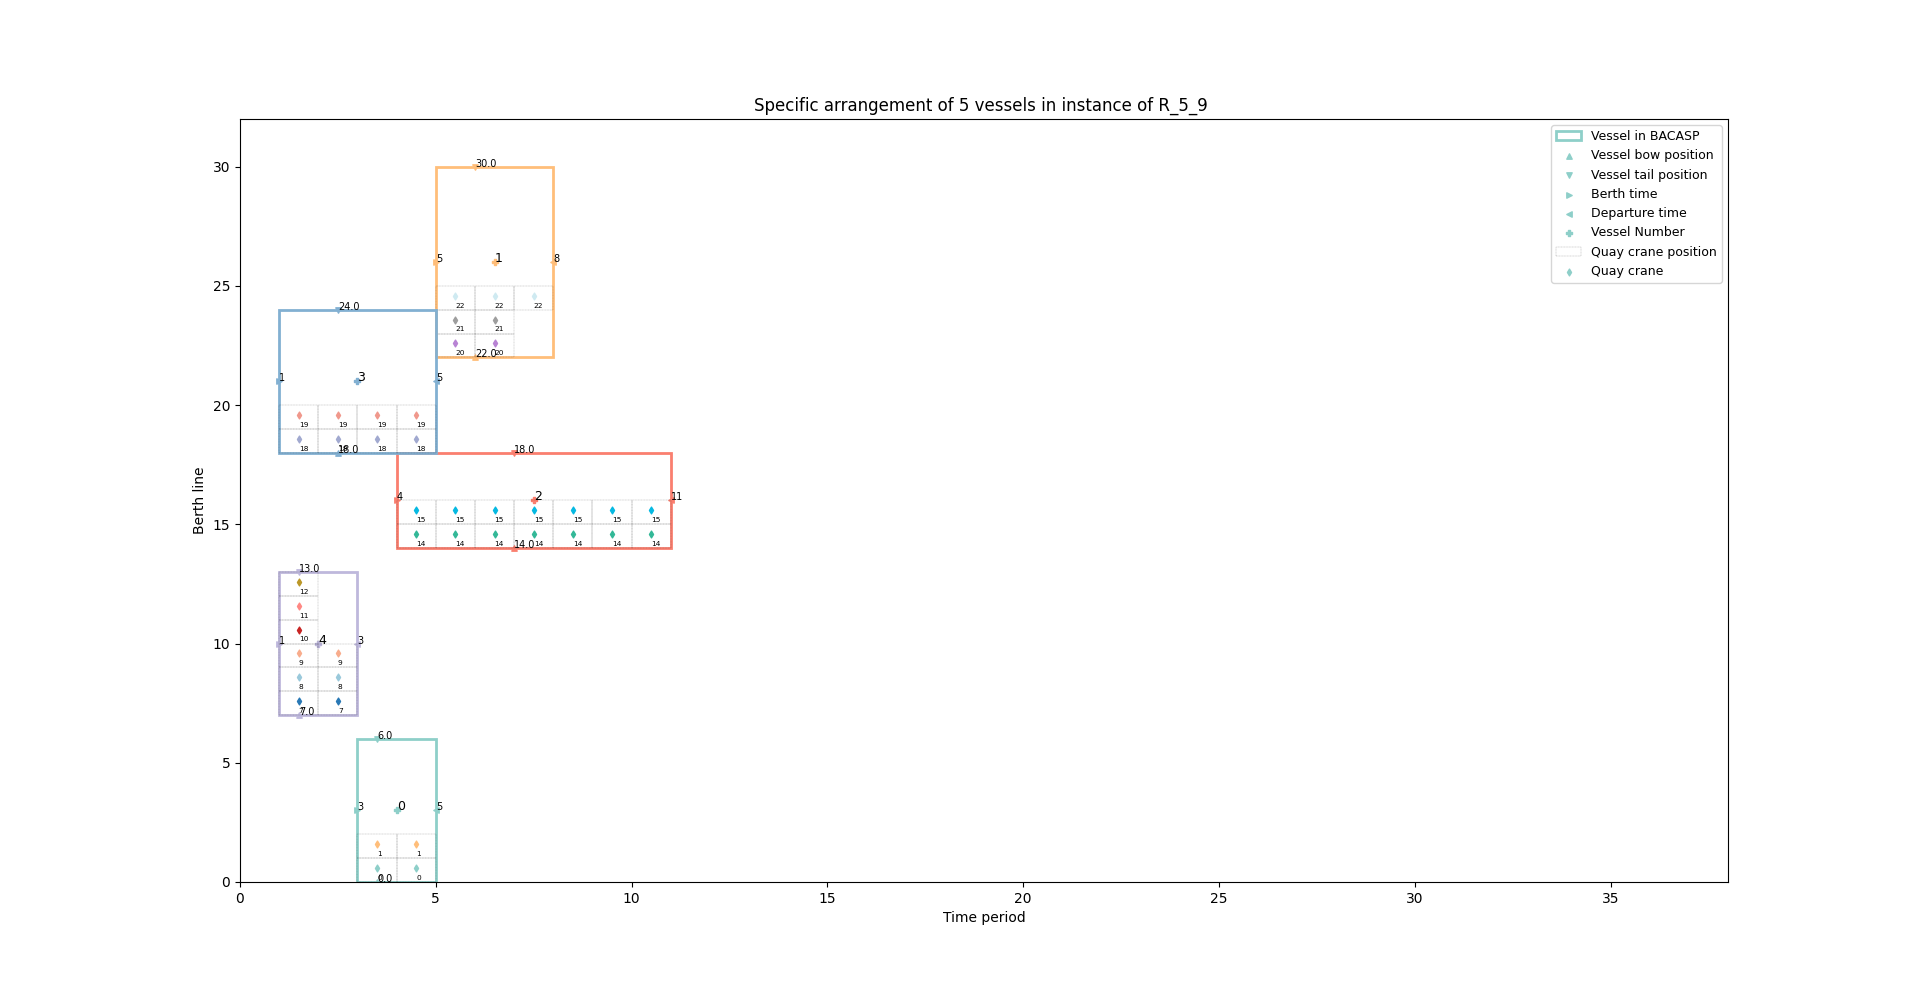 Specific arrangement of 5 vessels in instance of R_5_9
Vessel in BACASP
Vessel bow position
Vessel tail position
Berth time
Departure time
Vessel Number
Quay crane position
Quay crane
Berth line
30
25
20
15
10
5
0
30.0
5 1 8
22 22 22
21 21
20 20
22.0
24.0
1 3 5
19 19 19 19
18 18 18
18.0
18.0
4 2 11
15 15 15 15 15 15 15
14 14 14 14 14 14 14
14.0
13.0
12
11
10
1 4 3
9 9
8 8
7
7.0
6.0
3 0 5
1 1
0 0
0.0
0 5 10 15 20 25 30 35
Time period